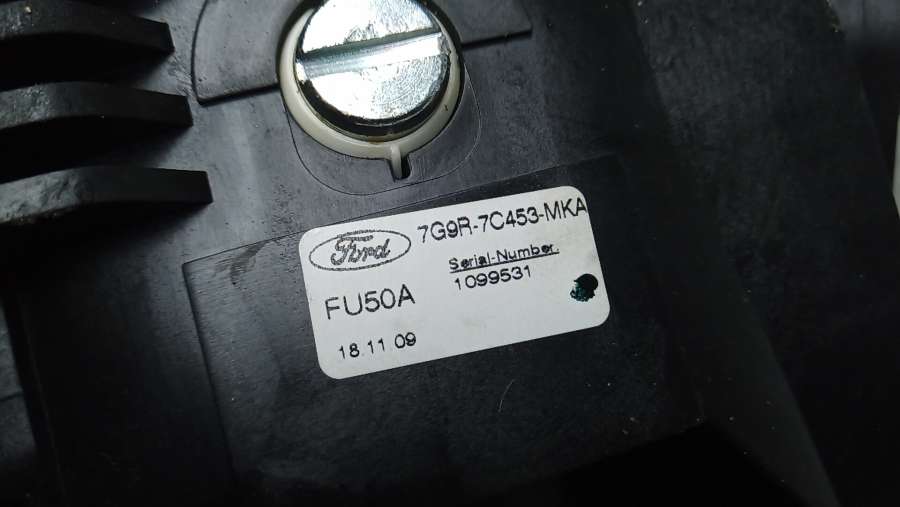 Ford
7G9R-7C453-MKA
Serial-Number
1099531
FU50A
18.11.09